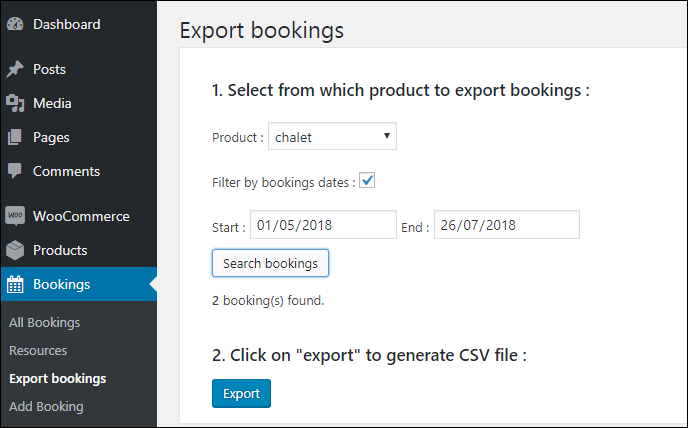 Dashboard
Posts
Media
Pages
Comments
WOO WooCommerce
Products
Bookings
All Bookings
Resources
Export bookings
Add Booking
Export bookings
1. Select from which product to export bookings :
Product : chalet
Filter by bookings dates :
Start : 01/05/2018 End : 26/07/2018
Search bookings
2 booking(s) found.
2. Click on "export" to generate CSV file :
Export